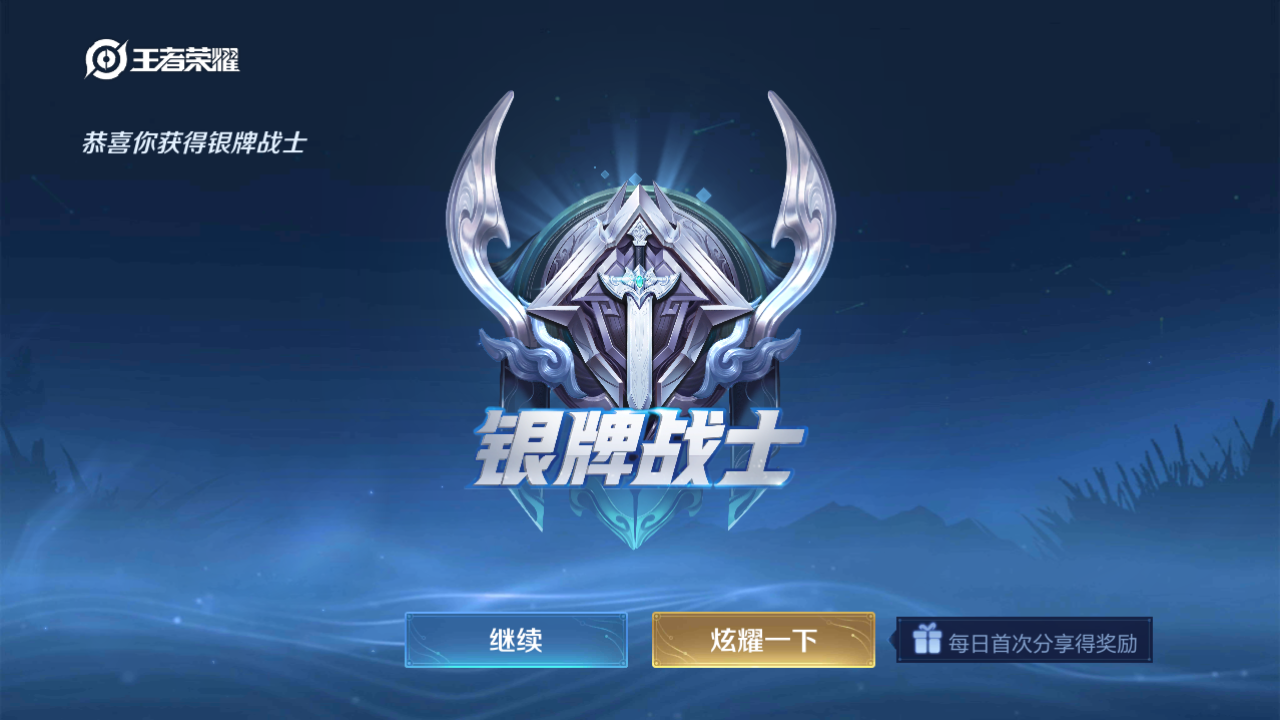 王者荣耀
恭喜你获得银牌战士
银牌战士
继续
炫耀一下
每日首次分享得奖励